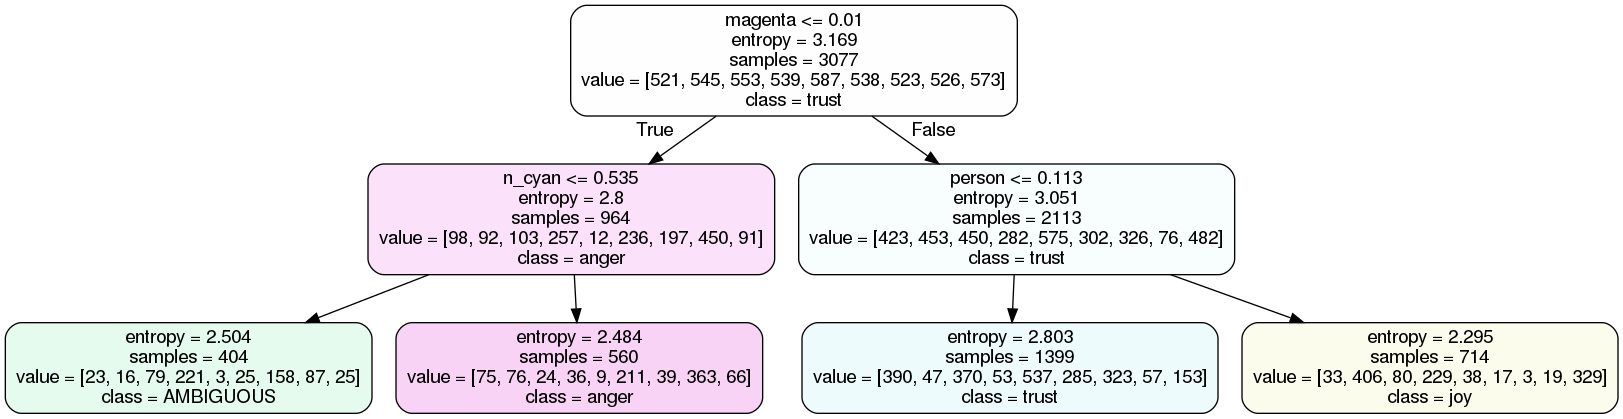 magenta <= 0.01
entropy = 3.169
samples = 3077
value = [521, 545, 553, 539, 587, 538, 523, 526, 573]
class = trust
True
False
n_cyan <= 0.535
entropy = 2.8
samples = 964
value = [98, 92, 103, 257, 12, 236, 197, 450, 91]
class = anger
person <= 0.113
entropy = 3.051
samples = 2113
value = [423, 453, 450, 282, 575, 302, 326, 76, 482]
class = trust
entropy = 2.504
samples = 404
value = [23, 16, 79, 221, 3, 25, 158, 87, 25]
class = AMBIGUOUS
entropy = 2.484
samples = 560
value = [75, 76, 24, 36, 9, 211, 39, 363, 66]
class = anger
entropy = 2.803
samples = 1399
value = [390, 47, 370, 53, 537, 285, 323, 57, 153]
class = trust
entropy = 2.295
samples = 714
value = [33, 406, 80, 229, 38, 17, 3, 19, 329]
class = joy